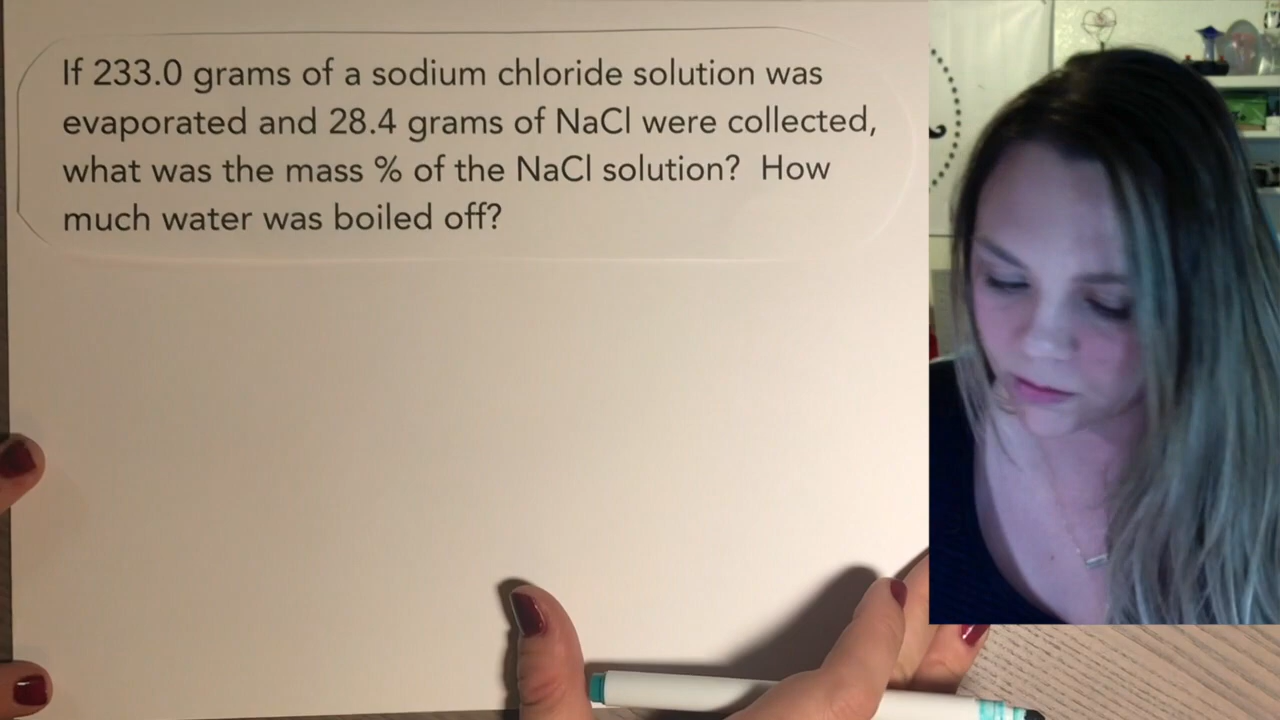 If 233.0 grams of a sodium chloride solution was
evaporated and 28.4 grams of NaCl were collected,
what was the mass % of the NaCl solution?  How
much water was boiled off?